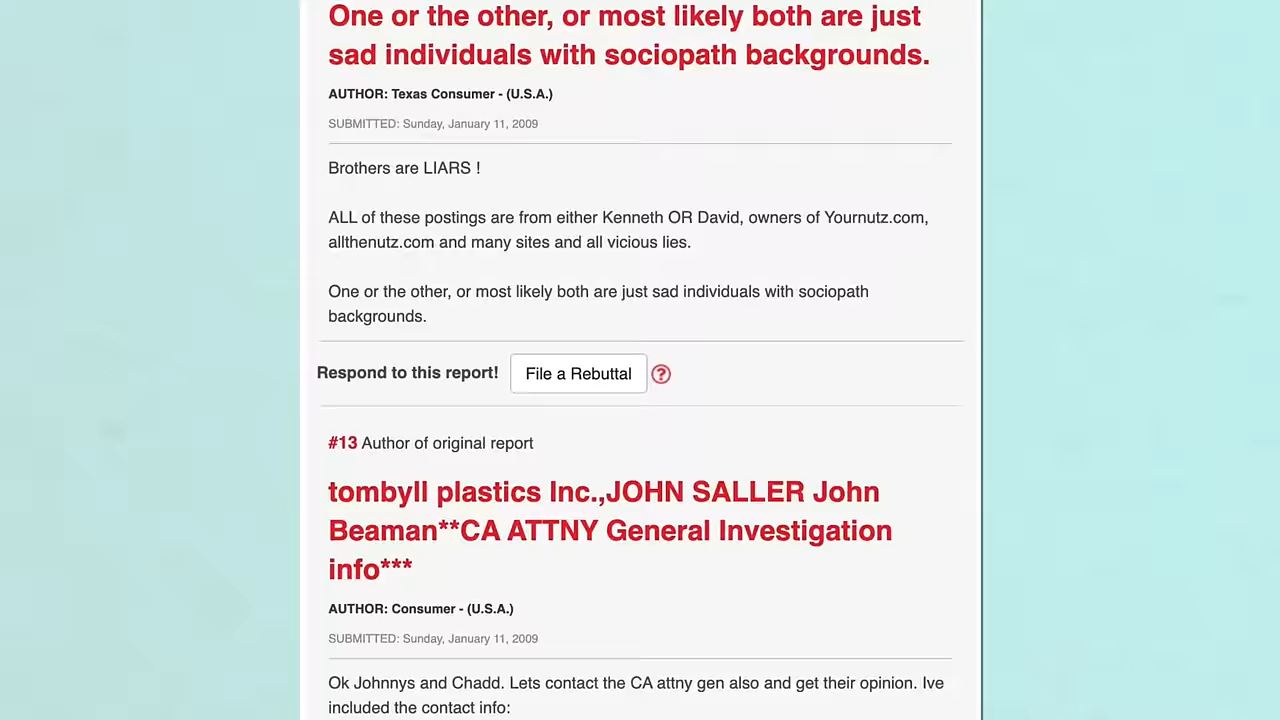 One or the other, or most likely both are just
sad individuals with sociopath backgrounds.
AUTHOR: Texas Consumer - (U.S.A.)
SUBMITTED: Sunday, January 11, 2009
Brothers are LIARS !
ALL of these postings are from either Kenneth OR David, owners of Yournutz.com,
allthenutz.com and many sites and all vicious lies.
One or the other, or most likely both are just sad individuals with sociopath
backgrounds.
Respond to this report! File a Rebuttal ?
#13 Author of original report
tombyll plastics Inc.,JOHN SALLER John
Beaman**CA ATTNY General Investigation
info***
AUTHOR: Consumer - (U.S.A.)
SUBMITTED: Sunday, January 11, 2009
Ok Johnnys and Chadd. Lets contact the CA attny gen also and get their opinion. Ive
included the contact info: